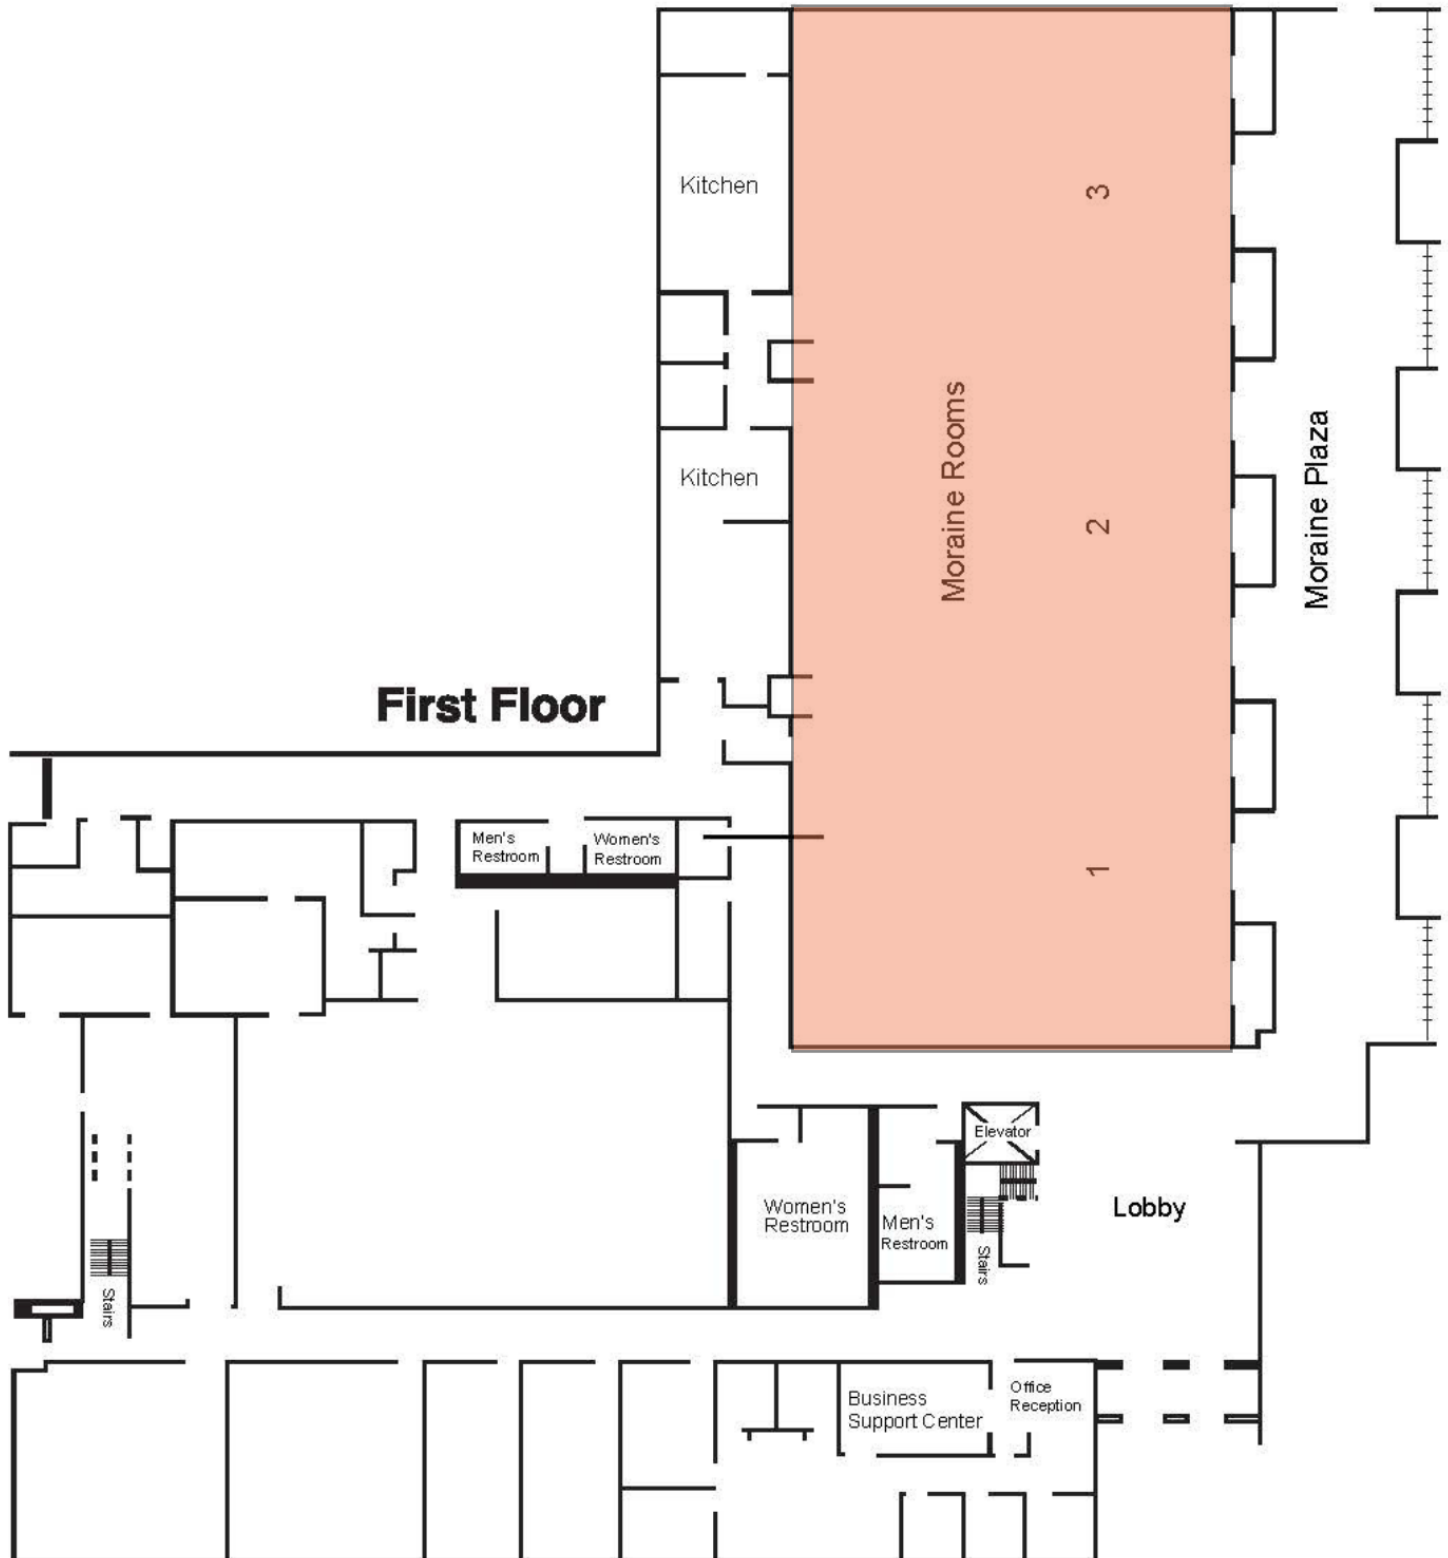 Kitchen
3
Moraine Rooms
Moraine Plaza
Kitchen
2
First Floor
Men's
Restroom
Women's
Restroom
1
Elevator
Women's
Restroom
Men's
Restroom
Stairs
Lobby
Stairs
Business
Support Center
Office
Reception